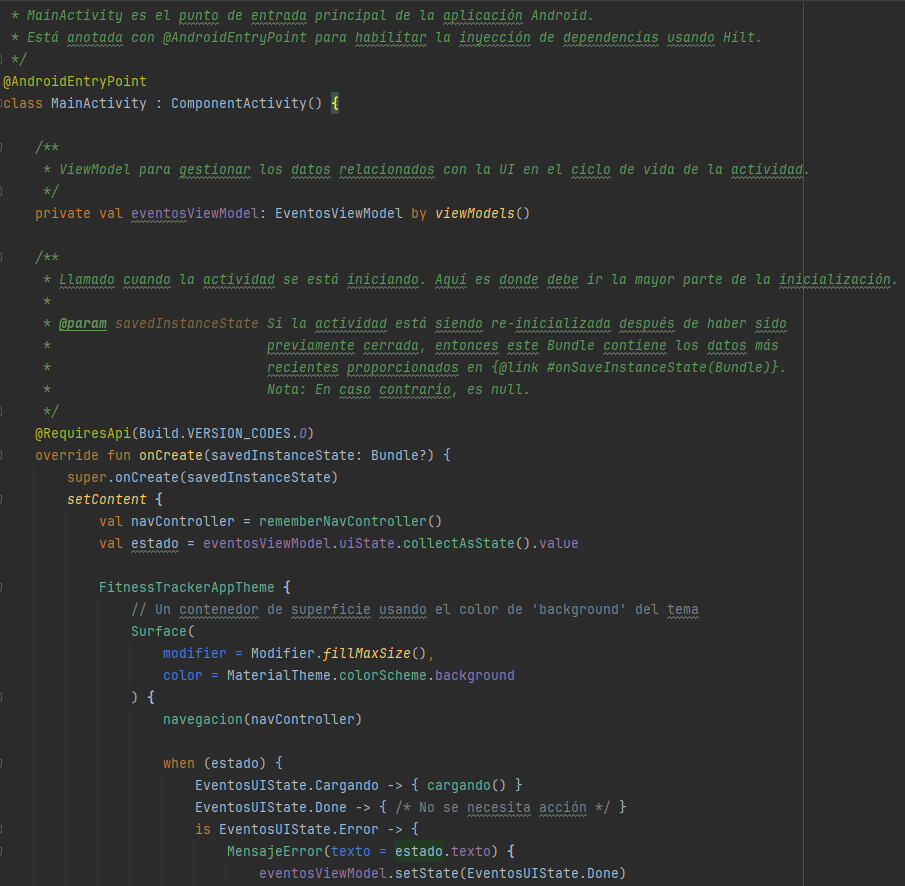 * MainActivity es el punto de entrada principal de la aplicación Android.
* Está anotada con @AndroidEntryPoint para habilitar la inyección de dependencias usando Hilt.
*/
@AndroidEntryPoint
class MainActivity : ComponentActivity() {
/**
* ViewModel para gestionar los datos relacionados con la UI en el ciclo de vida de la actividad.
*/
private val eventosViewModel: EventosViewModel by viewModels()
/**
* Llamado cuando la actividad se está iniciando. Aquí es donde debe ir la mayor parte de la inicialización.
*
* @param savedInstanceState Si la actividad está siendo re-inicializada después de haber sido
* previamente cerrada, entonces este Bundle contiene los datos más
* recientes proporcionados en {@link #onSaveInstanceState(Bundle)}.
* Nota: En caso contrario, es null.
*/
@RequiresApi(Build.VERSION_CODES.O)
override fun onCreate(savedInstanceState: Bundle?) {
super.onCreate(savedInstanceState)
setContent {
val navController = rememberNavController()
val estado = eventosViewModel.uiState.collectAsState().value
FitnessTrackerAppTheme {
// Un contenedor de superficie usando el color de 'background' del tema
Surface(
modifier = Modifier.fillMaxSize(),
color = MaterialTheme.colorScheme.background
) {
navegacion(navController)
when (estado) {
EventosUIState.Cargando -> { cargando() }
EventosUIState.Done -> { /* No se necesita acción */ }
is EventosUIState.Error -> {
MensajeError(texto = estado.texto) {
eventosViewModel.setState(EventosUIState.Done)